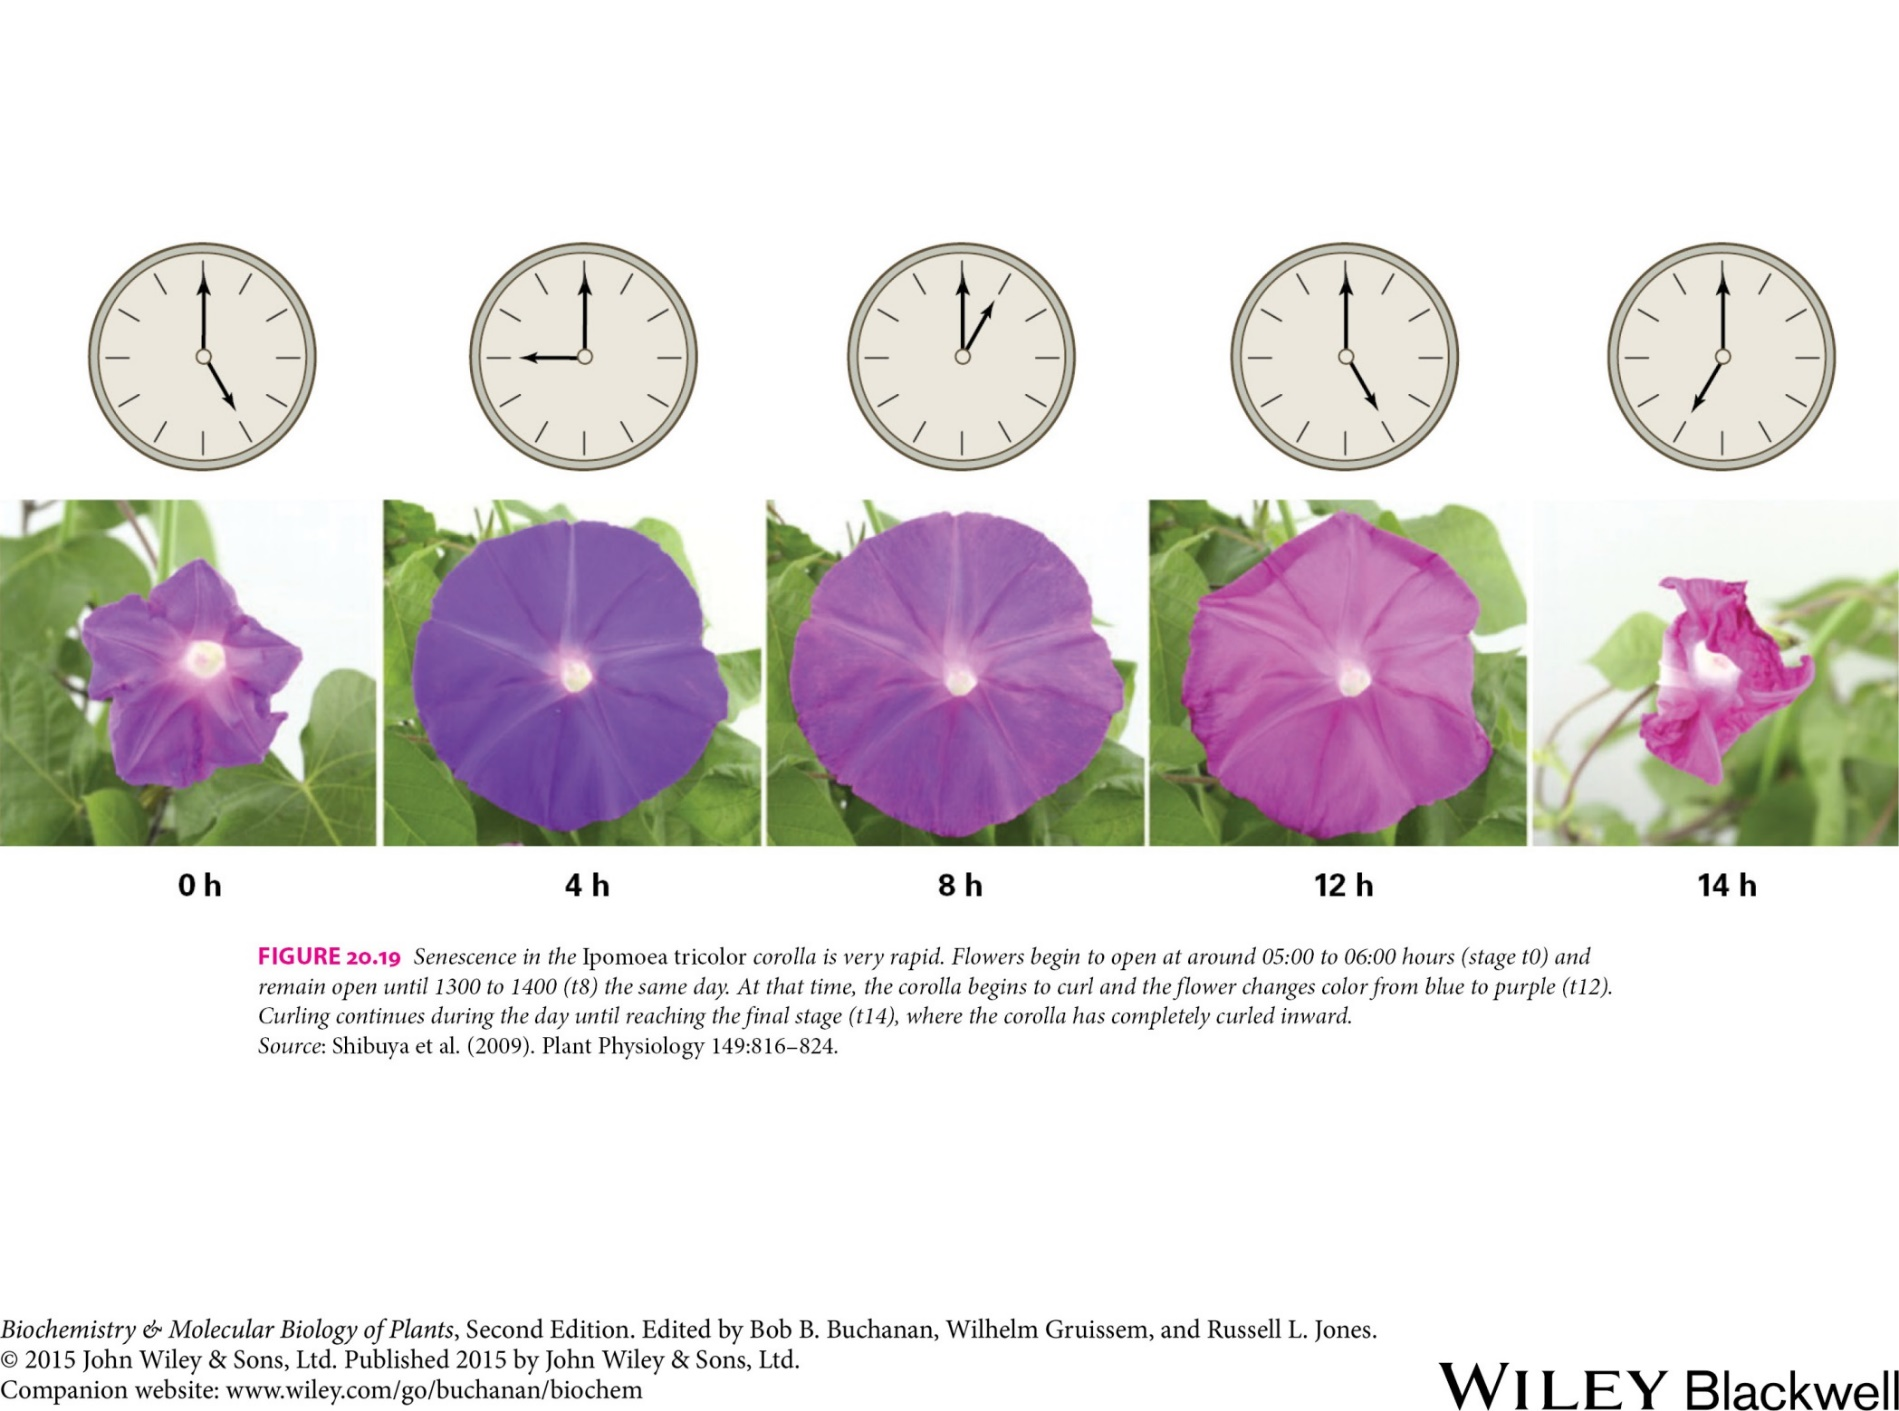 0 h
4 h
8 h
12 h
14 h
FIGURE 20.19 Senescence in the Ipomoea tricolor corolla is very rapid. Flowers begin to open at around 05:00 to 06:00 hours (stage t0) and
remain open until 1300 to 1400 (t8) the same day. At that time, the corolla begins to curl and the flower changes color from blue to purple (t12).
Curling continues during the day until reaching the final stage (t14), where the corolla has completely curled inward.
Source: Shibuya et al. (2009). Plant Physiology 149:816–824.
Biochemistry & Molecular Biology of Plants, Second Edition. Edited by Bob B. Buchanan, Wilhelm Gruissem, and Russell L. Jones.
© 2015 John Wiley & Sons, Ltd. Published 2015 by John Wiley & Sons, Ltd.
Companion website: www.wiley.com/go/buchanan/biochem
WILEY Blackwell